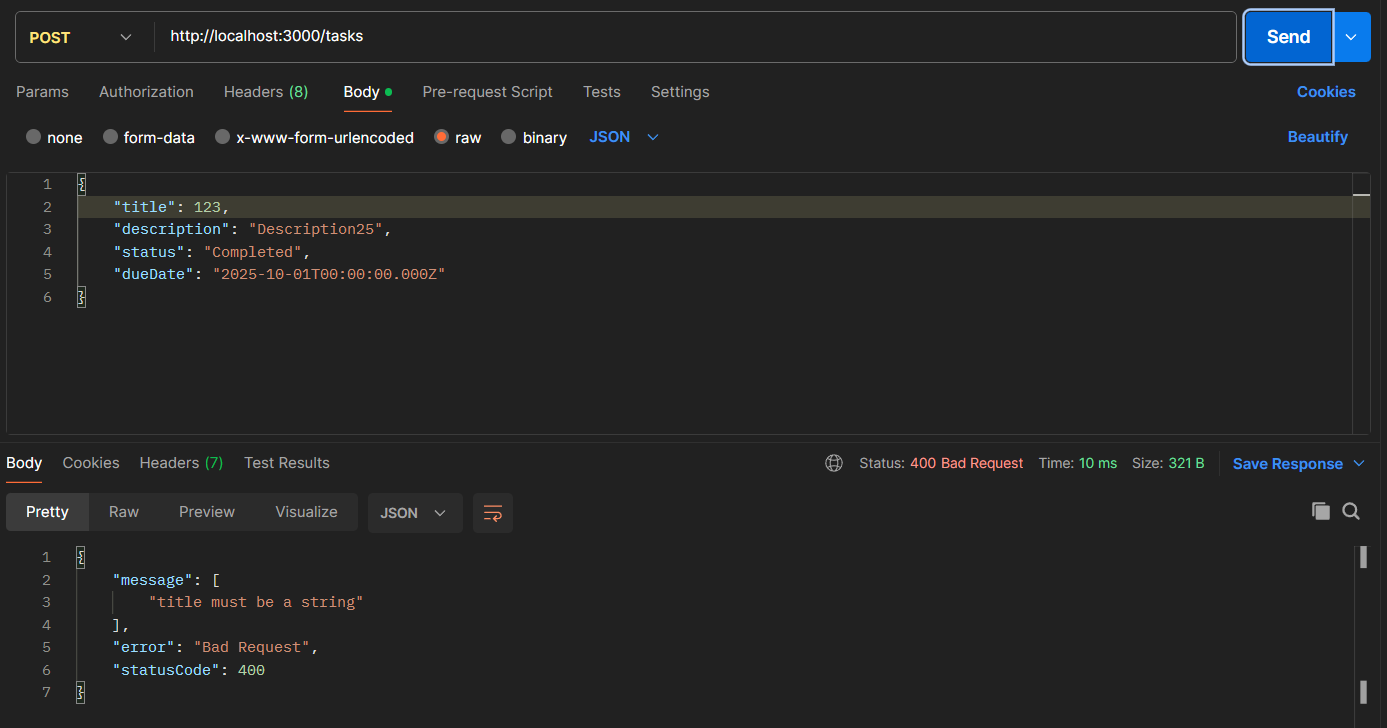 POST http://localhost:3000/tasks Send
Params Authorization Headers (8) Body Pre-request Script Tests Settings Cookies
none form-data x-www-form-urlencoded raw binary JSON Beautify
1 {
2 "title": 123,
3 "description": "Description25",
4 "status": "Completed",
5 "dueDate": "2025-10-01T00:00:00.000Z"
6 }
Body Cookies Headers (7) Test Results Status: 400 Bad Request Time: 10 ms Size: 321 B Save Response
Pretty Raw Preview Visualize JSON
1 {
2 "message": [
3 "title must be a string"
4 ],
5 "error": "Bad Request",
6 "statusCode": 400
7 }